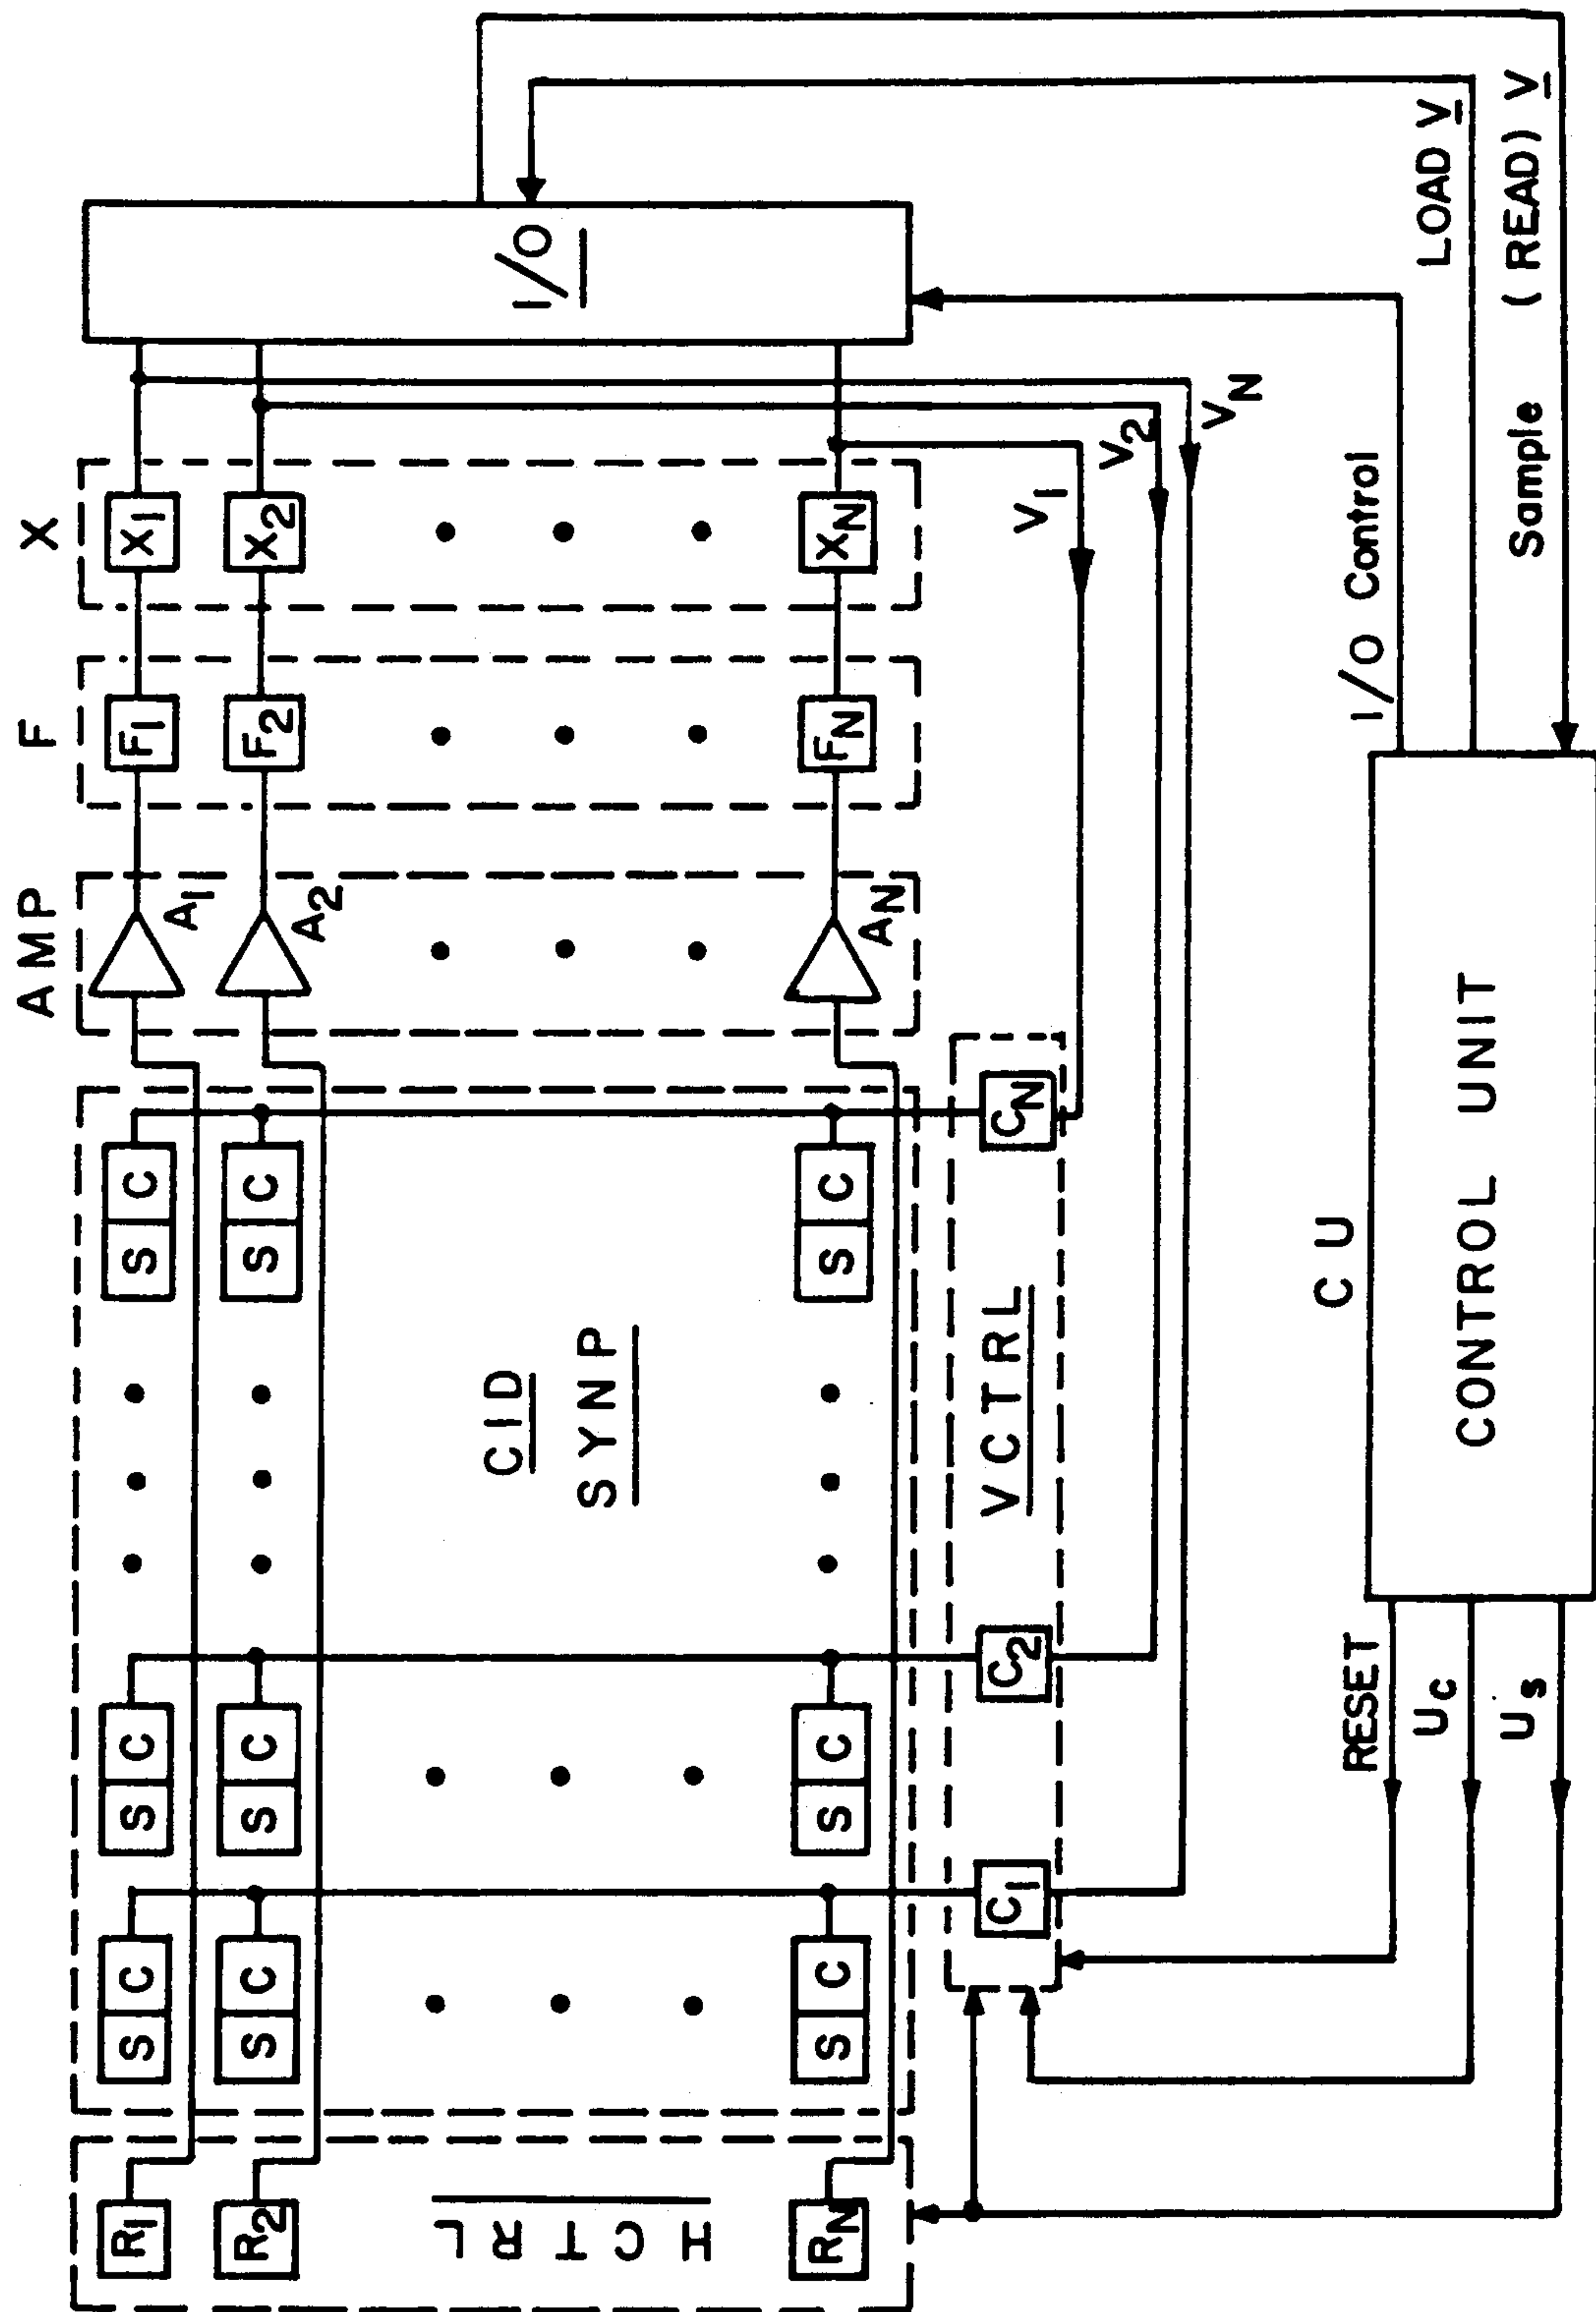 AMP F X
R1 S C S C S C A1 F1 X1
R2 S C S C S C A2 F2 X2
HCTRL
CID
SYNP
I/O
RN S C S C S C AN FN XN
C1 C2 VCTRL CN
V1
V2
VN
CU
RESET
UC
US
CONTROL UNIT
I/O Control
LOAD V
Sample (READ) V